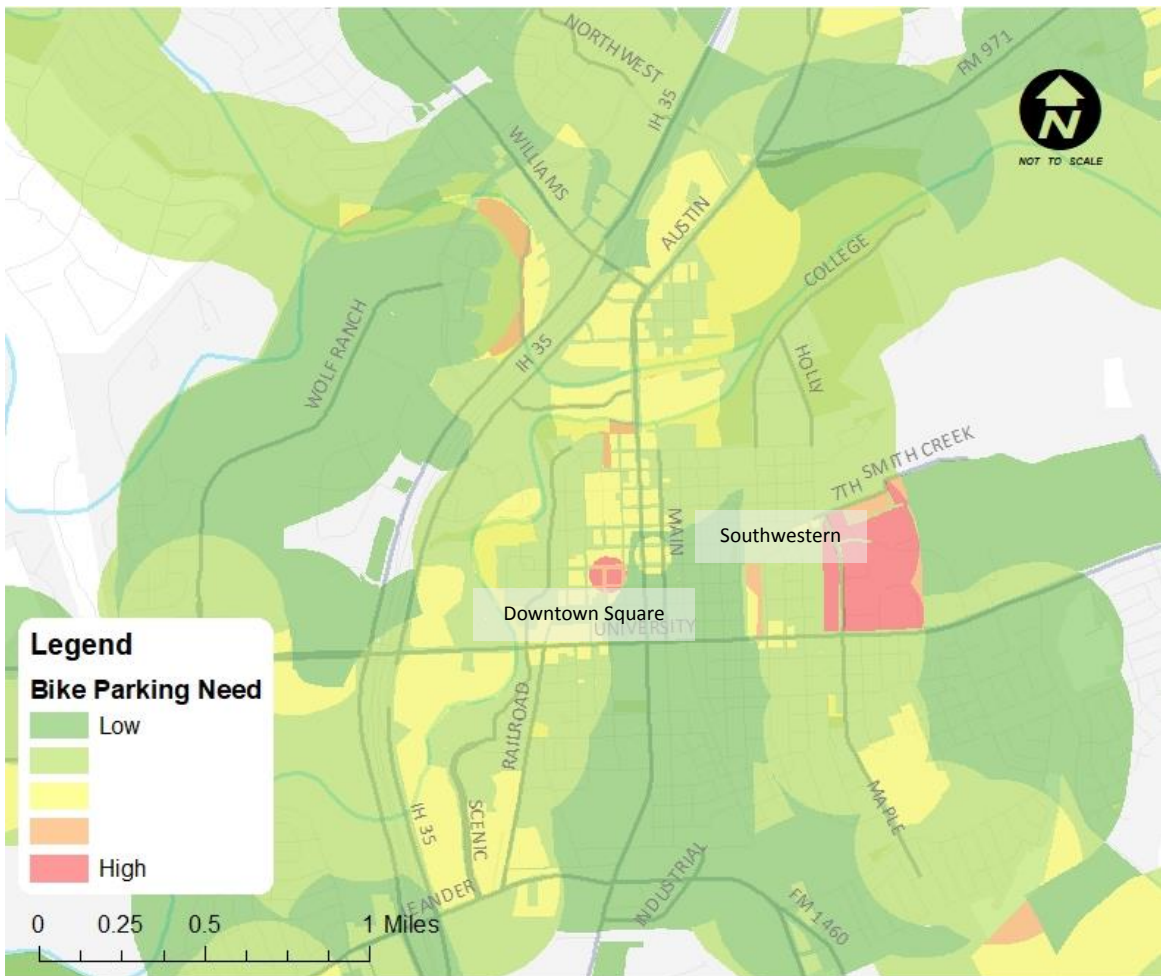 NORTHWEST
FM 971
IH 35
N
NOT TO SCALE
WILLIAMS
AUSTIN
COLLEGE
WOLF RANCH
IH 35
HOLLY
7TH
SMITH CREEK
MAIN
Southwestern
Downtown Square
UNIVERSITY
RAILROAD
SCENIC
IH 35
MAPLE
INDUSTRIAL
FM 1460
EANDER
Legend
Bike Parking Need
Low
High
0 0.25 0.5 1 Miles